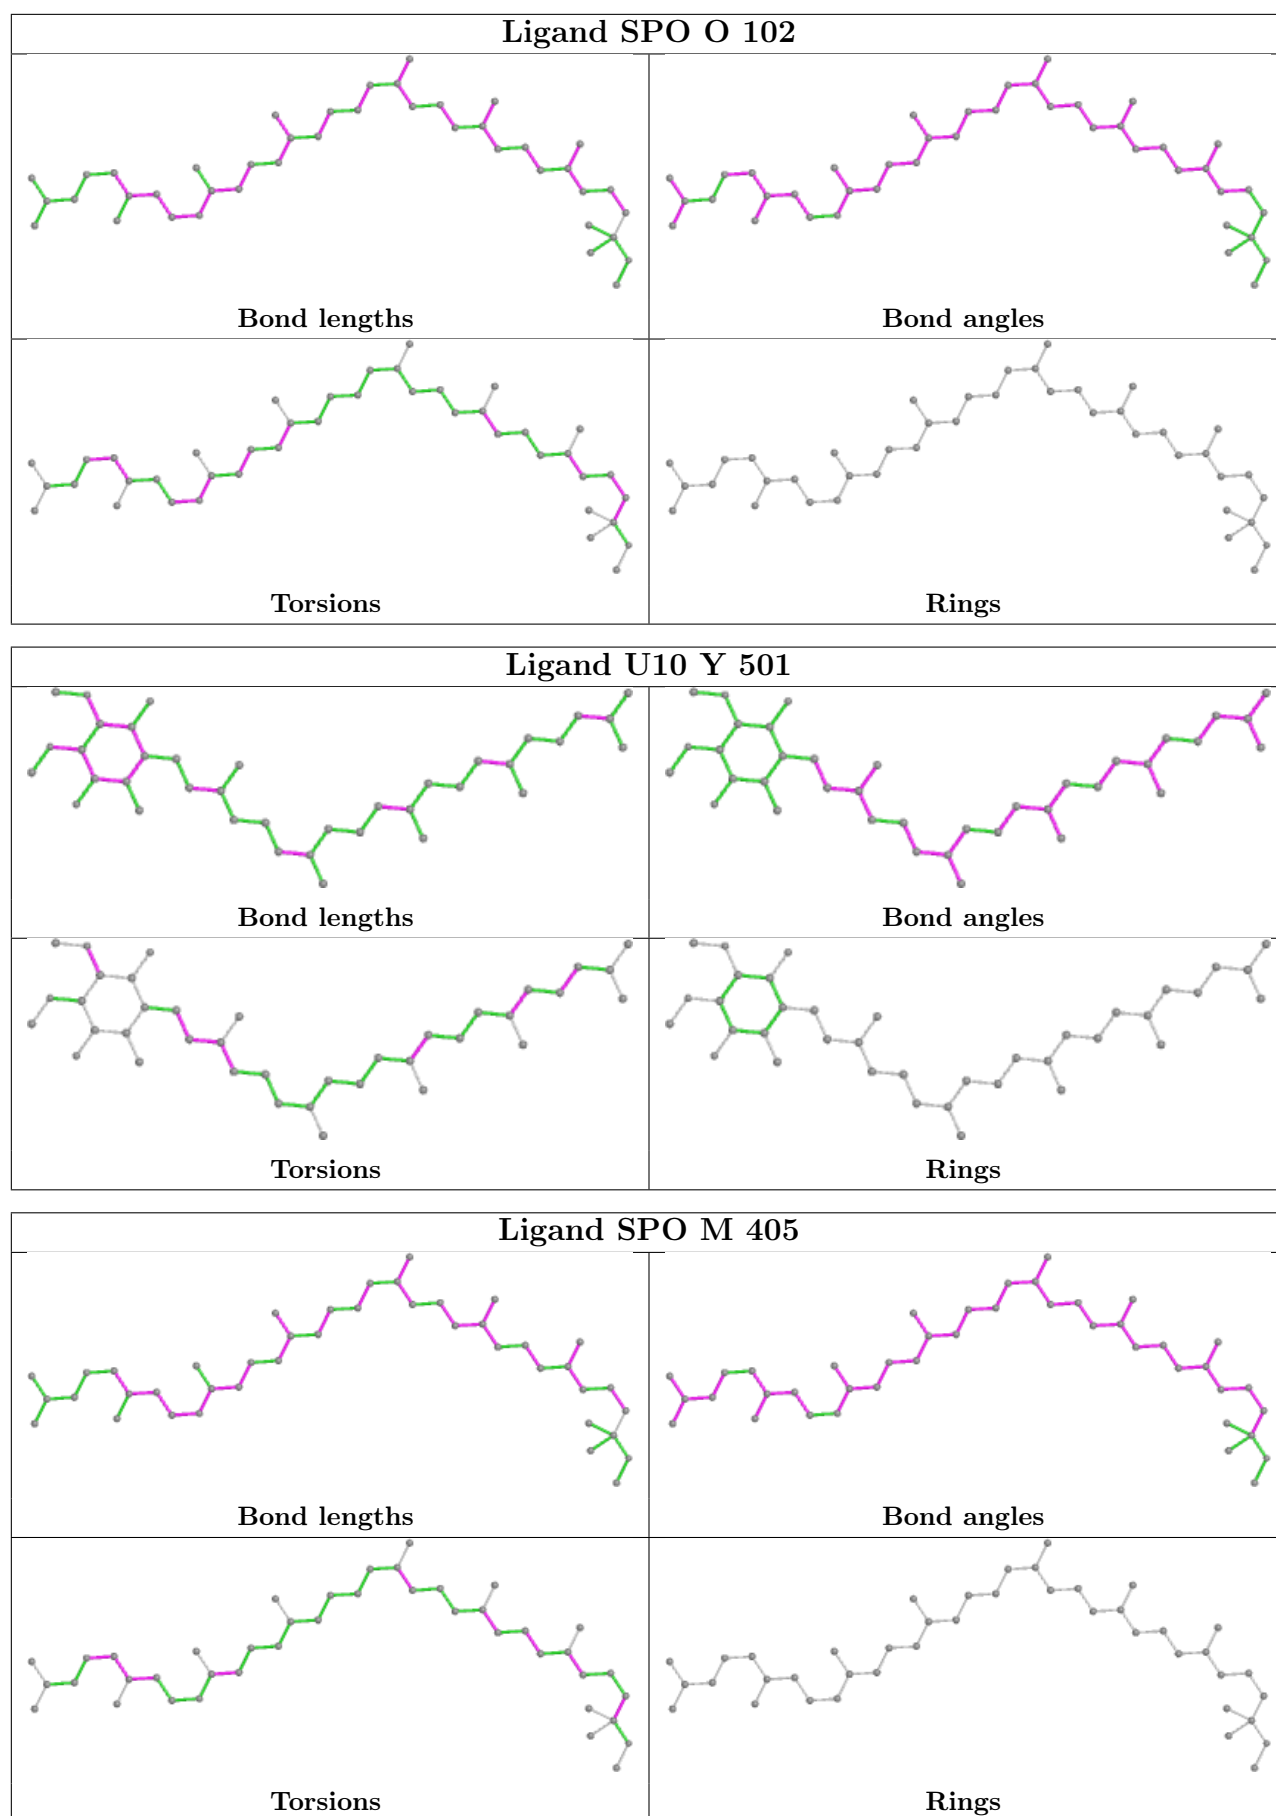 Ligand SPO O 102
Bond lengths
Bond angles
Torsions
Rings
Ligand U10 Y 501
Bond lengths
Bond angles
Torsions
Rings
Ligand SPO M 405
Bond lengths
Bond angles
Torsions
Rings